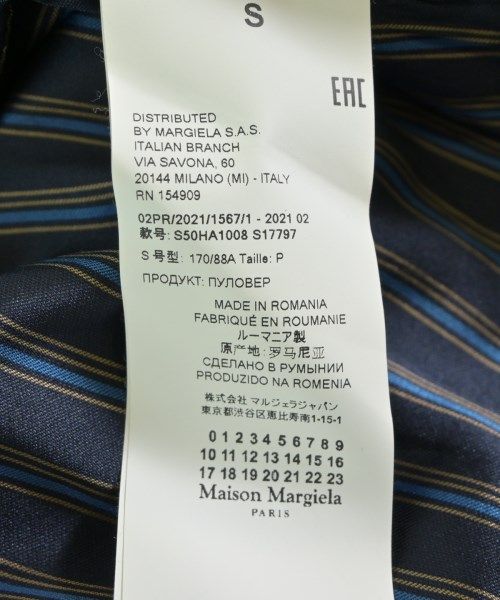 S
EAC
DISTRIBUTED
BY MARGIELA S.A.S.
ITALIAN BRANCH
VIA SAVONA, 60
20144 MILANO (MI) - ITALY
RN 154909
02PR/2021/1567/1 - 2021 02
款号: S50HA1008 S17797
S 号型: 170/88A Taille: P
ПРОДУКТ: ПУЛОВЕР
MADE IN ROMANIA
FABRIQUÉ EN ROUMANIE
ルーマニア製
原产地: 罗马尼亚
СДЕЛАНО В РУМЫНИИ
PRODUZIDO NA ROMENIA
株式会社 マルジェラジャパン
東京都渋谷区恵比寿南1-15-1
0 1 2 3 4 5 6 7 8 9
10 11 12 13 14 15 16
17 18 19 20 21 22 23
Maison Margiela
PARIS